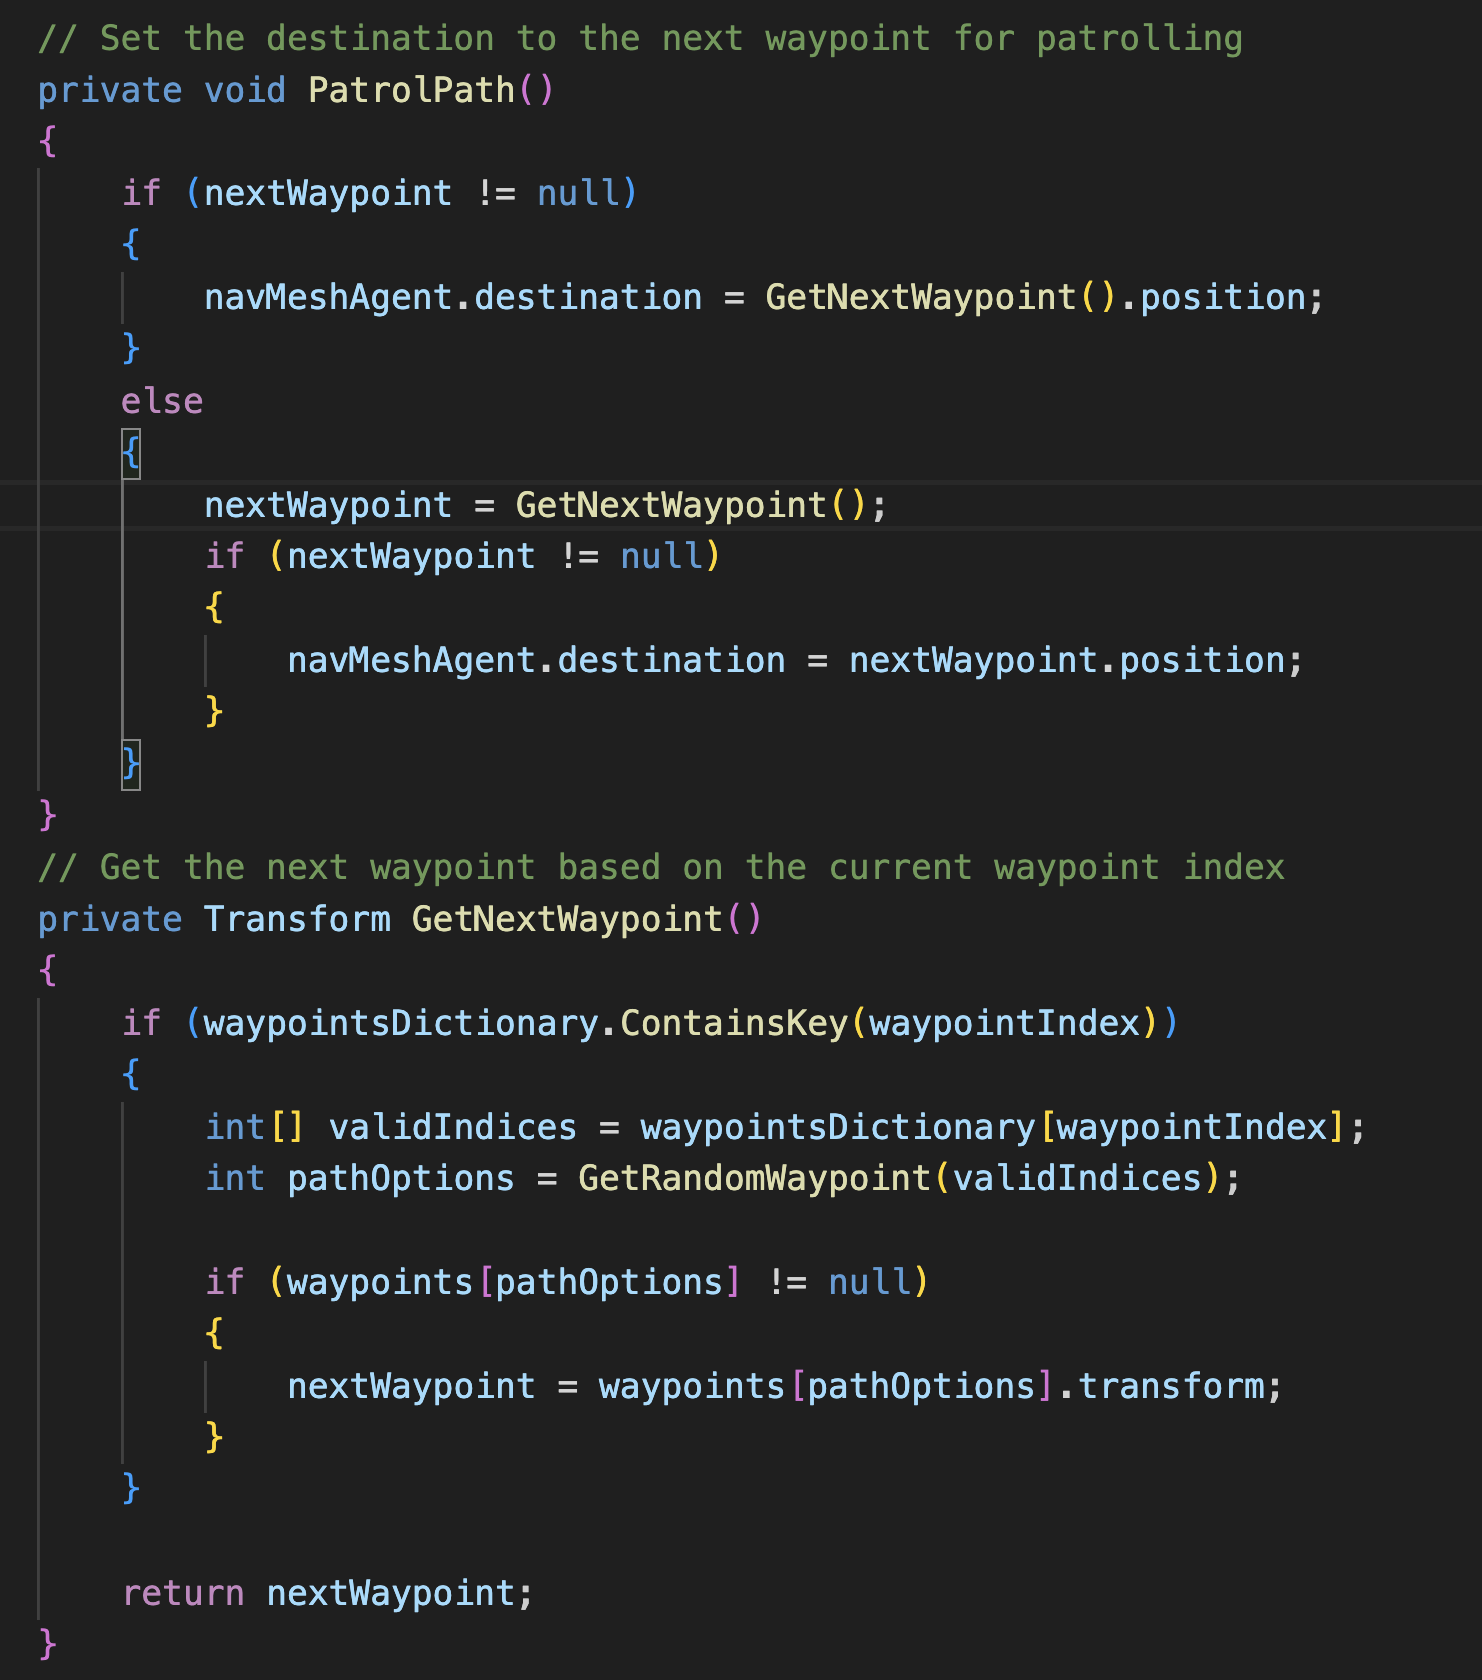 // Set the destination to the next waypoint for patrolling
private void PatrolPath()
{
    if (nextWaypoint != null)
    {
        navMeshAgent.destination = GetNextWaypoint().position;
    }
    else
    {
        nextWaypoint = GetNextWaypoint();
        if (nextWaypoint != null)
        {
            navMeshAgent.destination = nextWaypoint.position;
        }
    }
}
// Get the next waypoint based on the current waypoint index
private Transform GetNextWaypoint()
{
    if (waypointsDictionary.ContainsKey(waypointIndex))
    {
        int[] validIndices = waypointsDictionary[waypointIndex];
        int pathOptions = GetRandomWaypoint(validIndices);

        if (waypoints[pathOptions] != null)
        {
            nextWaypoint = waypoints[pathOptions].transform;
        }
    }

    return nextWaypoint;
}